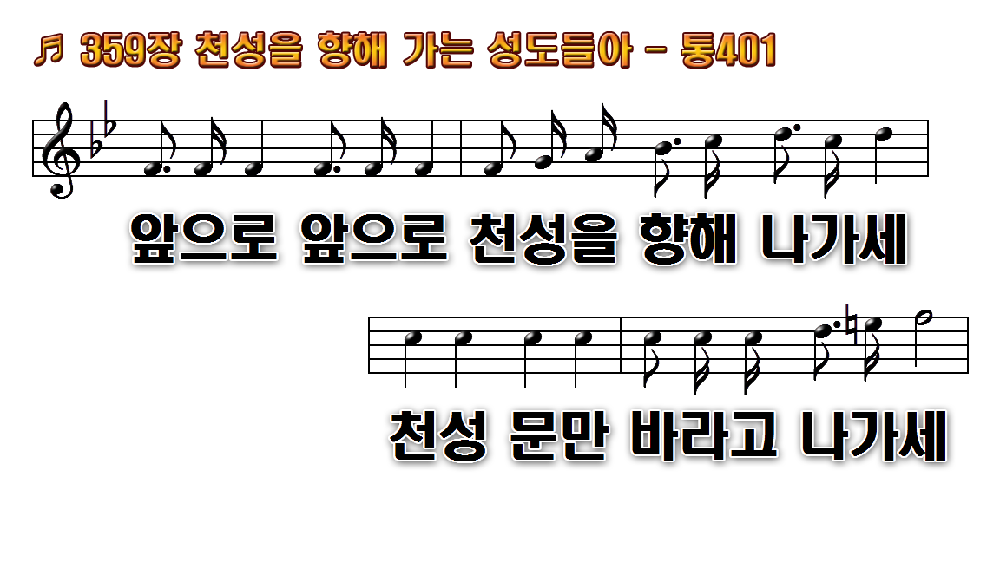 ♬ 359장 천성을 향해 가는 성도들아 - 통401
앞으로 앞으로 천성을 향해 나가세
천성 문만 바라고 나가세